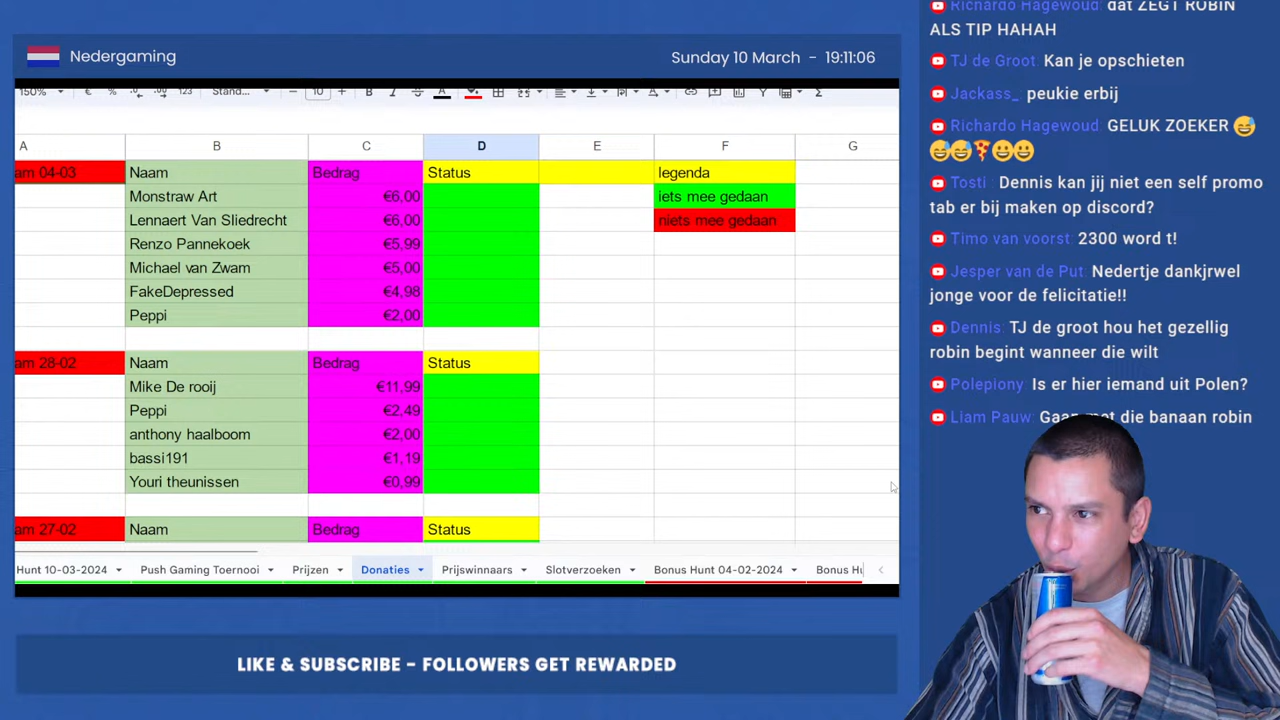 Nedergaming
Sunday 10 March - 19:11:06
150%
€
%
.0
.00
123
Stand...
10
B
A
Σ
A
B
C
D
E
F
G
am 04-03
Naam
Bedrag
Status
legenda
Monstraw Art
€6,00
iets mee gedaan
Lennaert Van Sliedrecht
€6,00
niets mee gedaan
Renzo Pannekoek
€5,99
Michael van Zwam
€5,00
FakeDepressed
€4,98
Peppi
€2,00
am 28-02
Naam
Bedrag
Status
Mike De rooij
€11,99
Peppi
€2,49
anthony haalboom
€2,00
bassi191
€1,19
Youri theunissen
€0,99
am 27-02
Naam
Bedrag
Status
Hunt 10-03-2024
Push Gaming Toernooi
Prijzen
Donaties
Prijswinnaars
Slotverzoeken
Bonus Hunt 04-02-2024
Bonus Hu
LIKE & SUBSCRIBE - FOLLOWERS GET REWARDED
Richardo Hagewoud: dat ZEGT ROBIN
ALS TIP HAHAH
TJ de Groot: Kan je opschieten
Jackass_: peukie erbij
Richardo Hagewoud: GELUK ZOEKER 😅
😅😅🍕😀😀
Tosti: Dennis kan jij niet een self promo
tab er bij maken op discord?
Timo van voorst: 2300 word t!
Jesper van de Put: Nedertje dankjrwel
jonge voor de felicitatie!!
Dennis: TJ de groot hou het gezellig
robin begint wanneer die wilt
Polepiony: Is er hier iemand uit Polen?
Liam Pauw: Gaan met die banaan robin